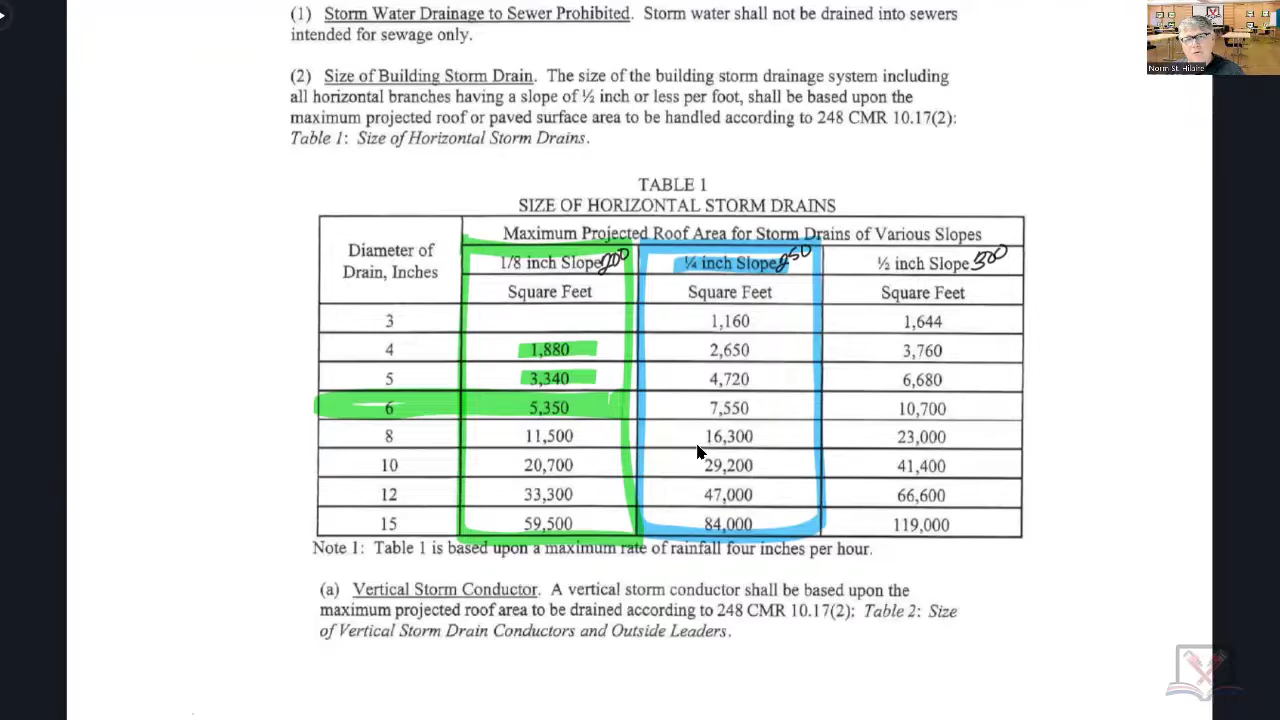 (1) Storm Water Drainage to Sewer Prohibited. Storm water shall not be drained into sewers
intended for sewage only.
(2) Size of Building Storm Drain. The size of the building storm drainage system including
all horizontal branches having a slope of ½ inch or less per foot, shall be based upon the
maximum projected roof or paved surface area to be handled according to 248 CMR 10.17(2):
Table 1: Size of Horizontal Storm Drains.
TABLE 1
SIZE OF HORIZONTAL STORM DRAINS
Diameter of Drain, Inches
Maximum Projected Roof Area for Storm Drains of Various Slopes
1/8 inch Slope 200 ¼ inch Slope 250 ½ inch Slope 500
Square Feet Square Feet Square Feet
3 1,160 1,644
4 1,880 2,650 3,760
5 3,340 4,720 6,680
6 5,350 7,550 10,700
8 11,500 16,300 23,000
10 20,700 29,200 41,400
12 33,300 47,000 66,600
15 59,500 84,000 119,000
Note 1: Table 1 is based upon a maximum rate of rainfall four inches per hour.
(a) Vertical Storm Conductor. A vertical storm conductor shall be based upon the
maximum projected roof area to be drained according to 248 CMR 10.17(2): Table 2: Size
of Vertical Storm Drain Conductors and Outside Leaders.
Norm St. Hilaire